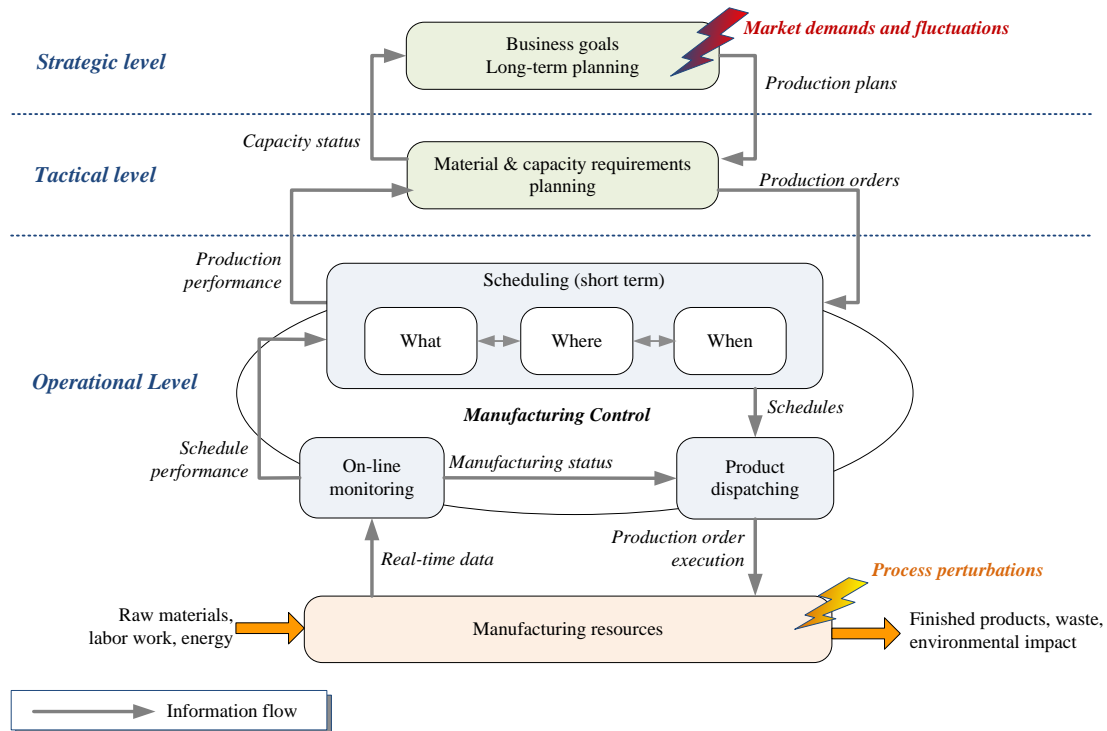 Market demands and fluctuations
Business goals
Long-term planning
Strategic level
Production plans
Capacity status
Material & capacity requirements
planning
Tactical level
Production orders
Production
performance
Scheduling (short term)
What
Where
When
Operational Level
Schedules
Manufacturing Control
Schedule
performance
On-line
monitoring
Manufacturing status
Product
dispatching
Real-time data
Production order
execution
Process perturbations
Raw materials,
labor work, energy
Manufacturing resources
Finished products, waste,
environmental impact
Information flow